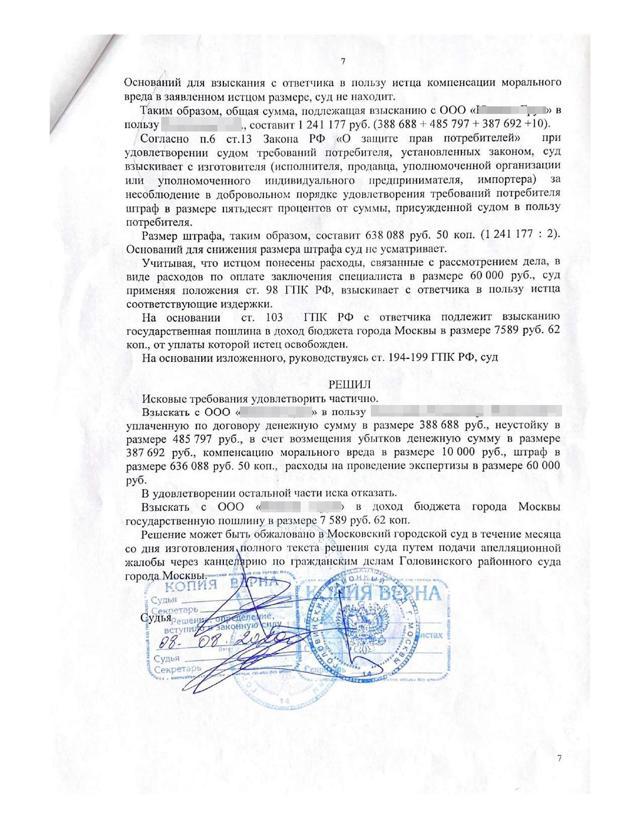 7
Оснований для взыскания с ответчика в пользу истца компенсации морального
вреда в заявленном истцом размере, суд не находит.
Таким образом, общая сумма, подлежащая взысканию с ООО «» в
пользу ., составит 1 241 177 руб. (388 688 + 485 797 + 387 692 +10).
Согласно п.6 ст.13 Закона РФ «О защите прав потребителей» при
удовлетворении судом требований потребителя, установленных законом, суд
взыскивает с изготовителя (исполнителя, продавца, уполномоченной организации
или уполномоченного индивидуального предпринимателя, импортера) за
несоблюдение в добровольном порядке удовлетворения требований потребителя
штраф в размере пятьдесят процентов от суммы, присужденной судом в пользу
потребителя.
Размер штрафа, таким образом, составит 638 088 руб. 50 коп. (1 241 177 : 2).
Оснований для снижения размера штрафа суд не усматривает.
Учитывая, что истцом понесены расходы, связанные с рассмотрением дела, в
виде расходов по оплате заключения специалиста в размере 60 000 руб., суд
применяя положения ст. 98 ГПК РФ, взыскивает с ответчика в пользу истца
соответствующие издержки.
На основании ст. 103 ГПК РФ с ответчика подлежит взысканию
государственная пошлина в доход бюджета города Москвы в размере 7589 руб. 62
коп., от уплаты которой истец освобожден.
На основании изложенного, руководствуясь ст. 194-199 ГПК РФ, суд
РЕШИЛ
Исковые требования удовлетворить частично.
Взыскать с ООО «» в пользу
уплаченную по договору денежную сумму в размере 388 688 руб., неустойку в
размере 485 797 руб., в счет возмещения убытков денежную сумму в размере
387 692 руб., компенсацию морального вреда в размере 10 000 руб., штраф в
размере 636 088 руб. 50 коп., расходы на проведение экспертизы в размере 60 000
руб.
В удовлетворении остальной части иска отказать.
Взыскать с ООО «» в доход бюджета города Москвы
государственную пошлину в размере 7 589 руб. 62 коп.
Решение может быть обжаловано в Московский городской суд в течение месяца
со дня изготовления полного текста решения суда путем подачи апелляционной
жалобы через канцелярию по гражданским делам Головинского районного суда
города Москвы.
КОПИЯ ВЕРНА
КОПИЯ ВЕРНА
Судья
Секретарь
Судья
Решение, определение,
вступило в законную силу
08-08-2020
Судья
Секретарь
Секретарь
14
14
7